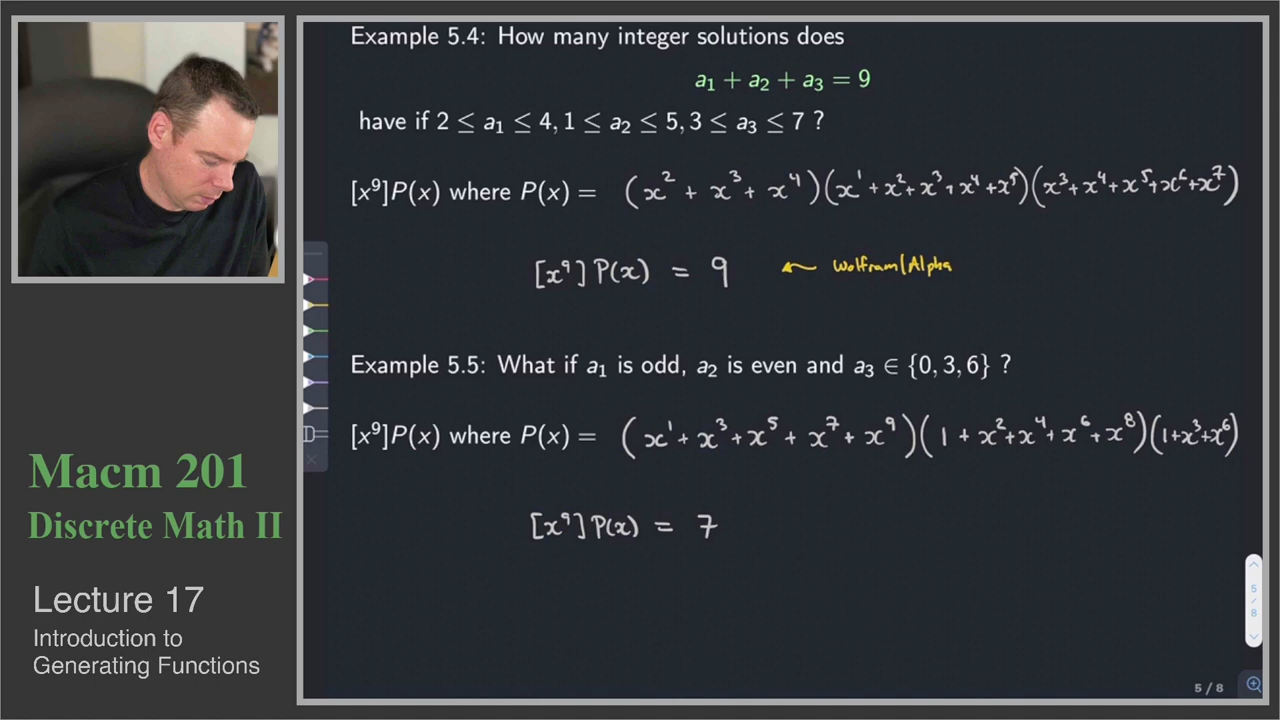 Example 5.4: How many integer solutions does
a₁ + a₂ + a₃ = 9
have if 2 ≤ a₁ ≤ 4, 1 ≤ a₂ ≤ 5, 3 ≤ a₃ ≤ 7 ?
[x⁹]P(x) where P(x) = (x² + x³ + x⁴)(x¹ + x² + x³ + x⁴ + x⁵)(x³ + x⁴ + x⁵ + x⁶ + x⁷)
[x⁹]P(x) = 9 ← Wolfram|Alpha
Example 5.5: What if a₁ is odd, a₂ is even and a₃ ∈ {0, 3, 6} ?
[x⁹]P(x) where P(x) = (x¹ + x³ + x⁵ + x⁷ + x⁹)(1 + x² + x⁴ + x⁶ + x⁸)(1 + x³ + x⁶)
[x⁹]P(x) = 7
Macm 201
Discrete Math II
Lecture 17
Introduction to
Generating Functions
5
/
8
5 / 8